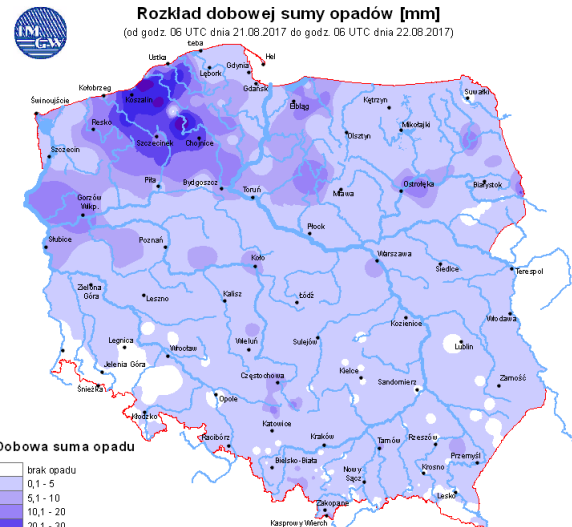 Rozkład dobowej sumy opadów [mm]
(od godz. 06 UTC dnia 21.08.2017 do godz. 06 UTC dnia 22.08.2017)
IM
GW
Łeba
Ustka
Hel
Lębork
Gdynia
Gdańsk
Kołobrzeg
Koszalin
Świnoujście
Elbląg
Kętrzyn
Suwałki
Resko
Mikołajki
Olsztyn
Szczecinek
Chojnice
Szczecin
Piła
Bydgoszcz
Toruń
Mława
Ostrołęka
Białystok
Gorzów
Wlkp.
Płock
Słubice
Poznań
Koło
Warszawa
Siedlce
Terespol
Zielona
Góra
Leszno
Kalisz
Łódź
Kozienice
Włodawa
Legnica
Wrocław
Wieluń
Sulejów
Lublin
Jelenia Góra
Śnieżka
Częstochowa
Kielce
Sandomierz
Zamość
Opole
Kłodzko
Katowice
Racibórz
Kraków
Tarnów
Rzeszów
Przemyśl
Bielsko-Biała
Nowy
Sącz
Krosno
Lesko
Zakopane
Kasprowy Wierch
Dobowa suma opadu
brak opadu
0,1 - 5
5,1 - 10
10,1 - 20
20,1 - 30